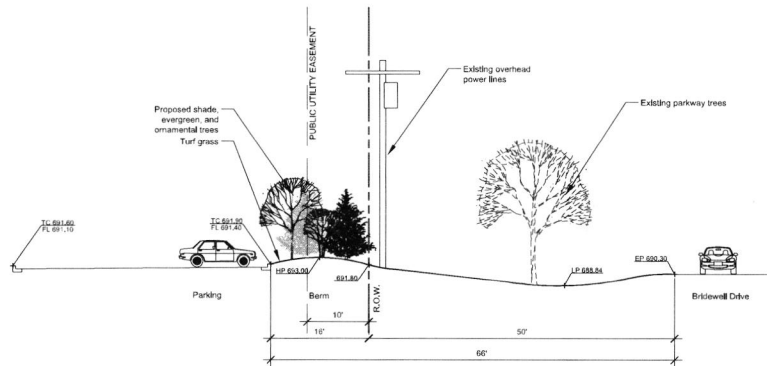 PUBLIC UTILITY EASEMENT
Existing overhead
power lines
Proposed shade,
evergreen, and
ornamental trees
Turf grass
Existing parkway trees
TC 691.60
FL 691.10
TC 691.90
FL 691.40
HP 693.00
691.80
LP 688.84
EP 690.30
Parking
Berm
R.O.W.
Bridewell Drive
10'
16'
50'
66'